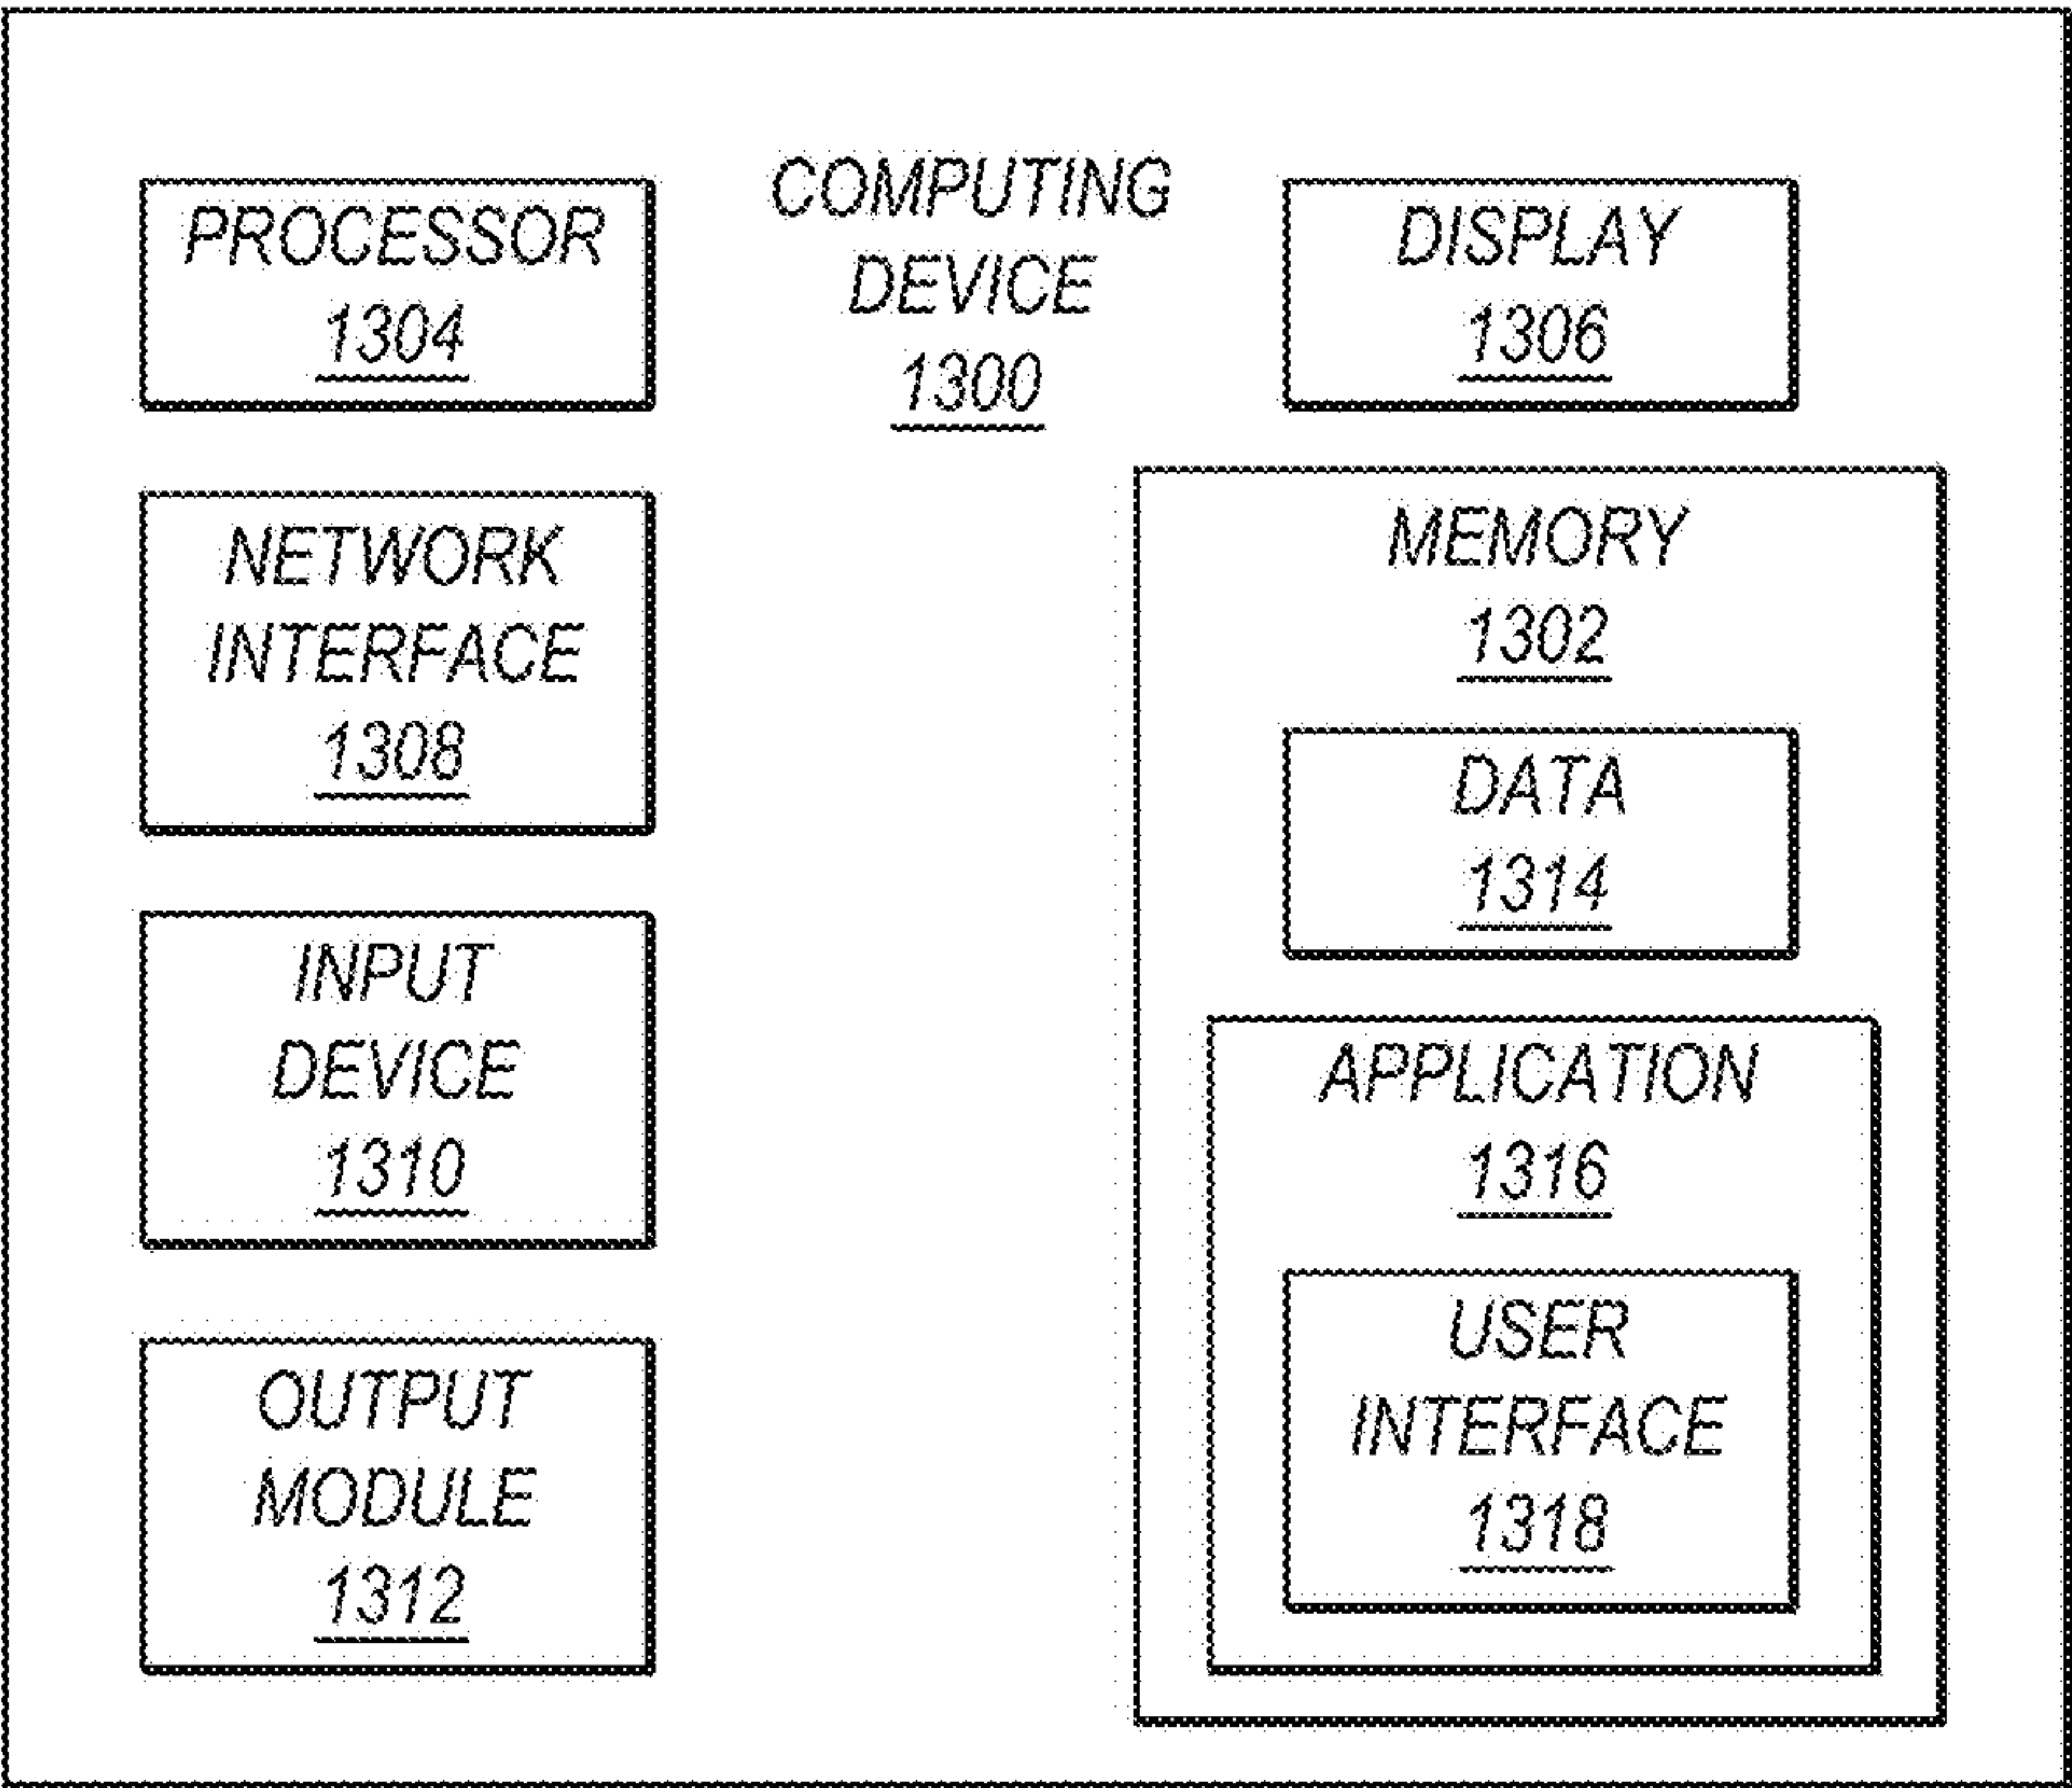 COMPUTING
DEVICE
1300
PROCESSOR
1304
NETWORK
INTERFACE
1308
INPUT
DEVICE
1310
OUTPUT
MODULE
1312
DISPLAY
1306
MEMORY
1302
DATA
1314
APPLICATION
1316
USER
INTERFACE
1318